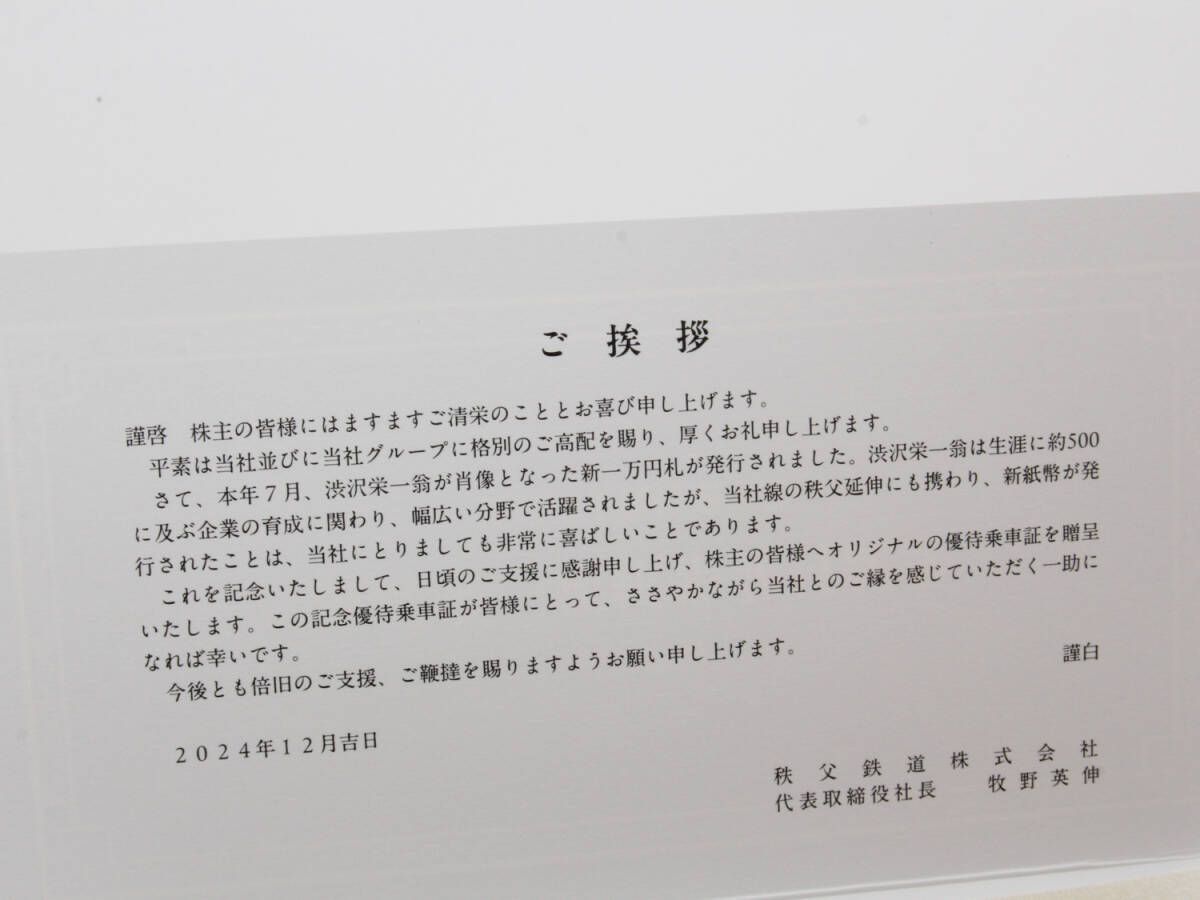 ご挨拶
謹啓　株主の皆様にはますますご清栄のこととお喜び申し上げます。
平素は当社並びに当社グループに格別のご高配を賜り、厚くお礼申し上げます。
さて、本年７月、渋沢栄一翁が肖像となった新一万円札が発行されました。渋沢栄一翁は生涯に約500
に及ぶ企業の育成に関わり、幅広い分野で活躍されましたが、当社線の秩父延伸にも携わり、新紙幣が発
行されたことは、当社にとりましても非常に喜ばしいことであります。
これを記念いたしまして、日頃のご支援に感謝申し上げ、株主の皆様へオリジナルの優待乗車証を贈呈
いたします。この記念優待乗車証が皆様にとって、ささやかながら当社とのご縁を感じていただく一助に
なれば幸いです。
今後とも倍旧のご支援、ご鞭撻を賜りますようお願い申し上げます。
謹白
２０２４年１２月吉日
秩父鉄道株式会社
代表取締役社長　牧野英伸